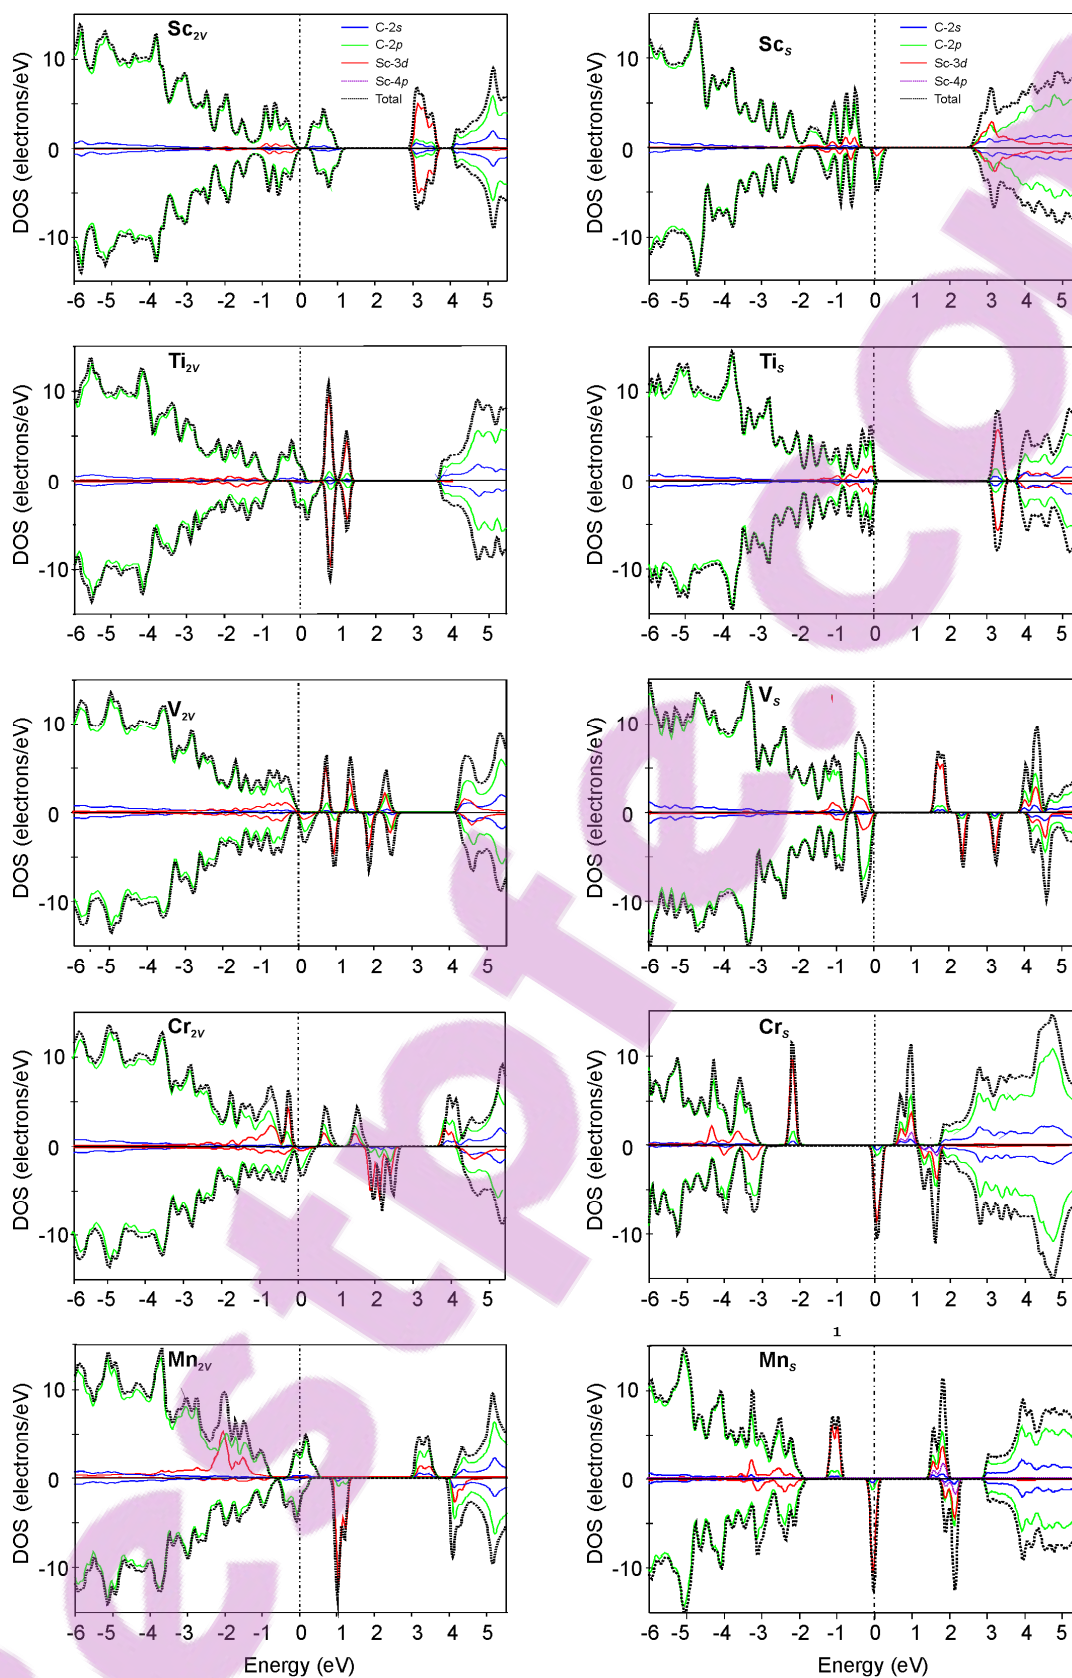 Sc2V
C-2s
C-2p
Sc-3d
Sc-4p
Total
DOS (electrons/eV)
10
0
-10
-6 -5 -4 -3 -2 -1 0 1 2 3 4 5
Scs
C-2s
C-2p
Sc-3d
Sc-4p
Total
DOS (electrons/eV)
10
0
-10
-6 -5 -4 -3 -2 -1 0 1 2 3 4 5
Ti2V
DOS (electrons/eV)
10
0
-10
-6 -5 -4 -3 -2 -1 0 1 2 3 4 5
Tis
DOS (electrons/eV)
10
0
-10
-6 -5 -4 -3 -2 -1 0 1 2 3 4 5
V2V
DOS (electrons/eV)
10
0
-10
-6 -5 -4 -3 -2 -1 0 1 2 3 4 5
Vs
DOS (electrons/eV)
10
0
-10
-6 -5 -4 -3 -2 -1 0 1 2 3 4 5
Cr2V
DOS (electrons/eV)
10
0
-10
-6 -5 -4 -3 -2 -1 0 1 2 3 4 5
Crs
DOS (electrons/eV)
10
0
-10
-6 -5 -4 -3 -2 -1 0 1 2 3 4 5
1
Mn2V
DOS (electrons/eV)
10
0
-10
-6 -5 -4 -3 -2 -1 0 1 2 3 4 5
Energy (eV)
Mns
DOS (electrons/eV)
10
0
-10
-6 -5 -4 -3 -2 -1 0 1 2 3 4 5
Energy (eV)